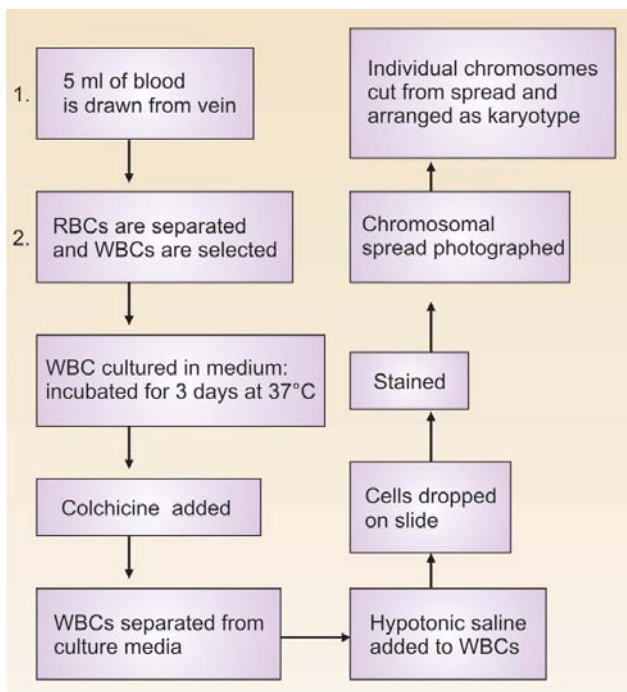 1.
5 ml of blood
is drawn from vein
2.
RBCs are separated
and WBCs are selected
WBC cultured in medium:
incubated for 3 days at 37°C
Colchicine added
WBCs separated from
culture media
Hypotonic saline
added to WBCs
Cells dropped
on slide
Stained
Chromosomal
spread photographed
Individual chromosomes
cut from spread and
arranged as karyotype